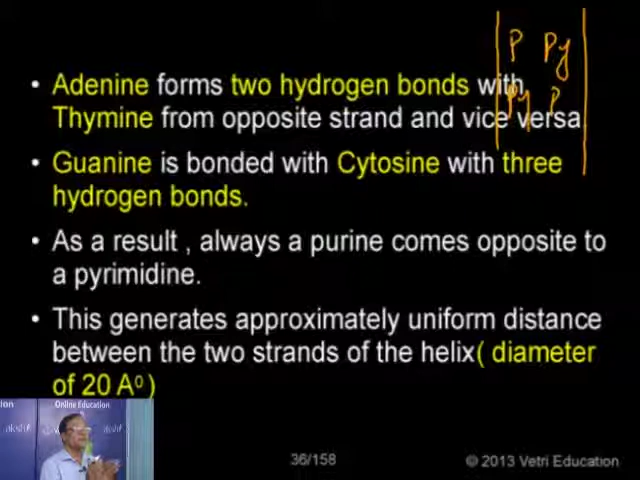 P Py
• Adenine forms two hydrogen bonds with
Py P
Thymine from opposite strand and vice versa
• Guanine is bonded with Cytosine with three
hydrogen bonds.
• As a result , always a purine comes opposite to
a pyrimidine.
• This generates approximately uniform distance
between the two strands of the helix( diameter
of 20 A⁰ )
Online Education
36/158
© 2013 Vetri Education